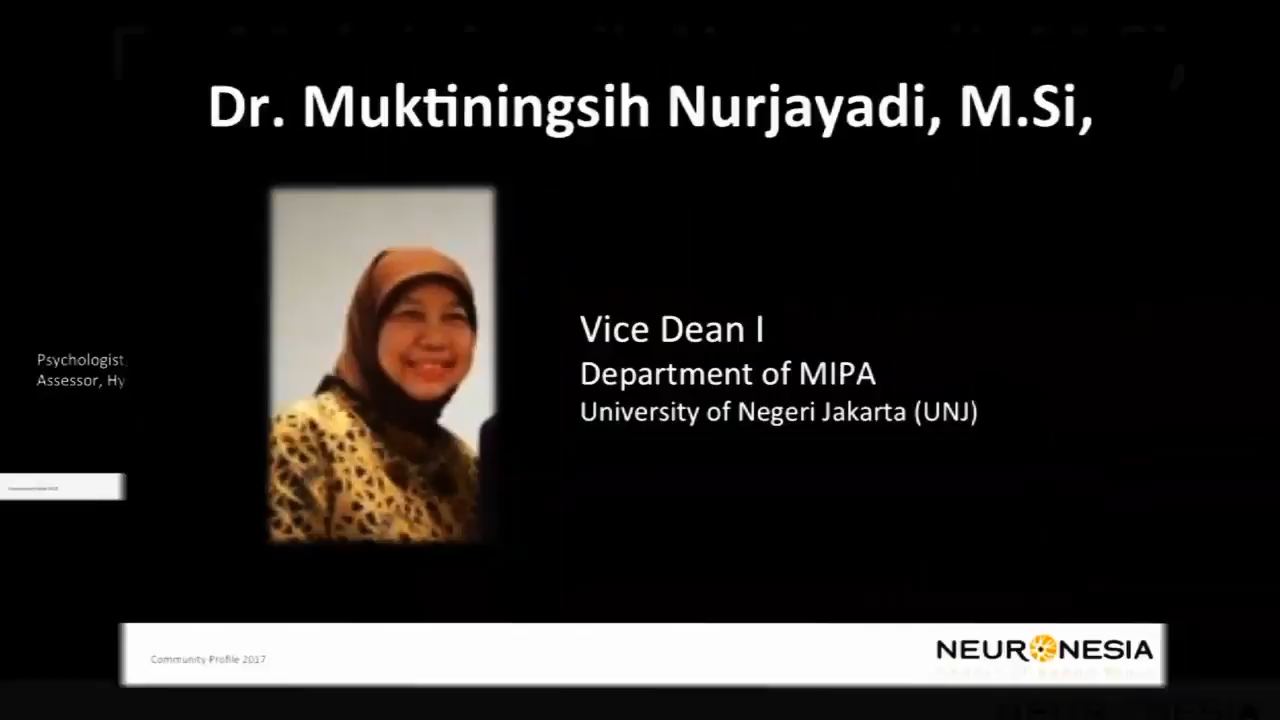 Dr. Muktiningsih Nurjayadi, M.Si,
Psychologist
Assessor, Hy
Vice Dean I
Department of MIPA
University of Negeri Jakarta (UNJ)
Community Profile 2017
NEURONESIA